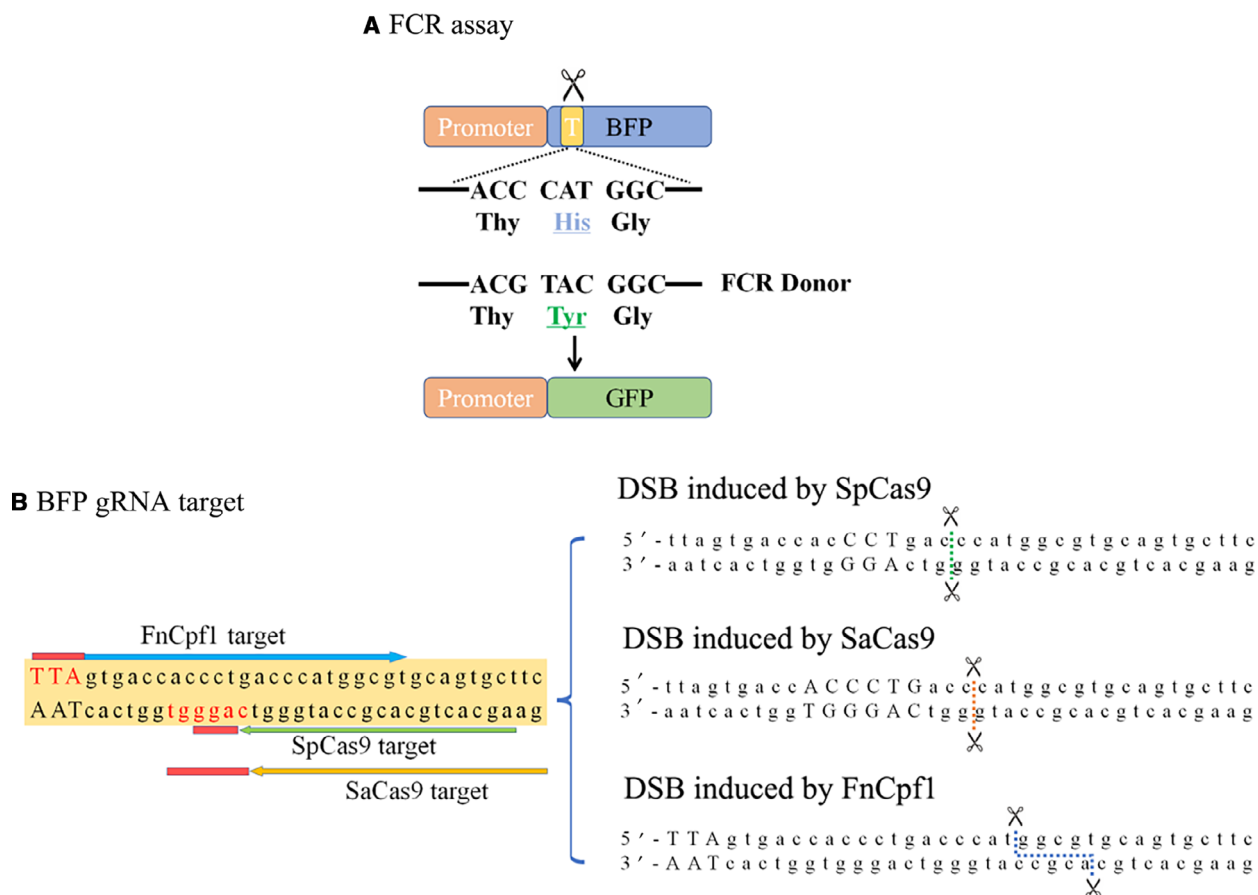 A FCR assay
Promoter T BFP
ACC CAT GGC
Thy His Gly
ACG TAC GGC FCR Donor
Thy Tyr Gly
Promoter GFP
B BFP gRNA target
FnCpf1 target
TTAgtgaccaccctgacccatggcgtgcagtgcttc
AATcactggtgggactgggtaccgcacgtcacgaag
SpCas9 target
SaCas9 target
DSB induced by SpCas9
5′-ttagtgaccacCCTgacccatggcgtgcagtgcttc
3′-aatcactggtgGGActgggtaccgcacgtcacgaag
DSB induced by SaCas9
5′-ttagtgaccACCCTGacccatggcgtgcagtgcttc
3′-aatcactggTGGGACtgggtaccgcacgtcacgaag
DSB induced by FnCpf1
5′-TTAgtgaccaccctgacccatggcgtgcagtgcttc
3′-AATcactggtgggactgggtaccgcacgtcacgaag